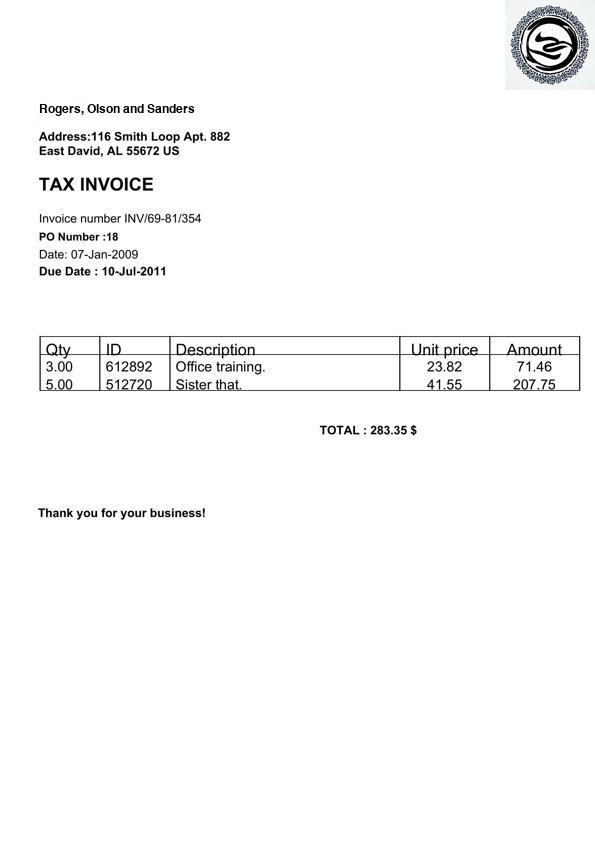 Rogers, Olson and Sanders
Address:116 Smith Loop Apt. 882
East David, AL 55672 US
TAX INVOICE
Invoice number INV/69-81/354
PO Number :18
Date: 07-Jan-2009
Due Date : 10-Jul-2011
Qty ID Description Unit price Amount
3.00 612892 Office training. 23.82 71.46
5.00 512720 Sister that. 41.55 207.75
TOTAL : 283.35 $
Thank you for your business!